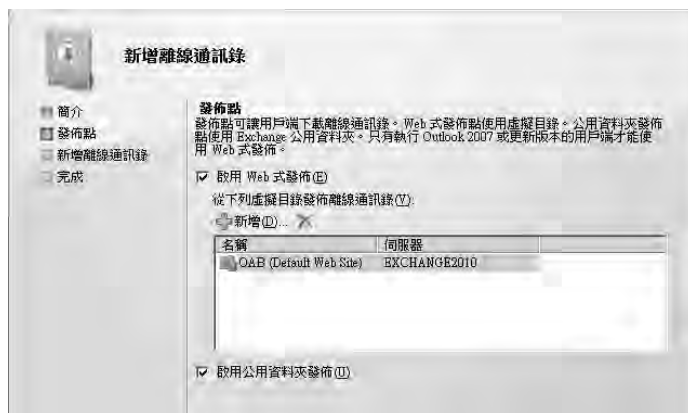 新增離線通訊錄
簡介
發佈點
新增離線通訊錄
完成
發佈點
發佈點可讓用戶端下載離線通訊錄。Web 式發佈點使用虛擬目錄。公用資料夾發佈
點使用 Exchange 公用資料夾。只有執行 Outlook 2007 或更新版本的用戶端才能使
用 Web 式發佈。
啟用 Web 式發佈(E)
從下列虛擬目錄發佈離線通訊錄(V):
新增(D)...
名稱 伺服器
OAB (Default Web Site) EXCHANGE2010
啟用公用資料夾發佈(U)